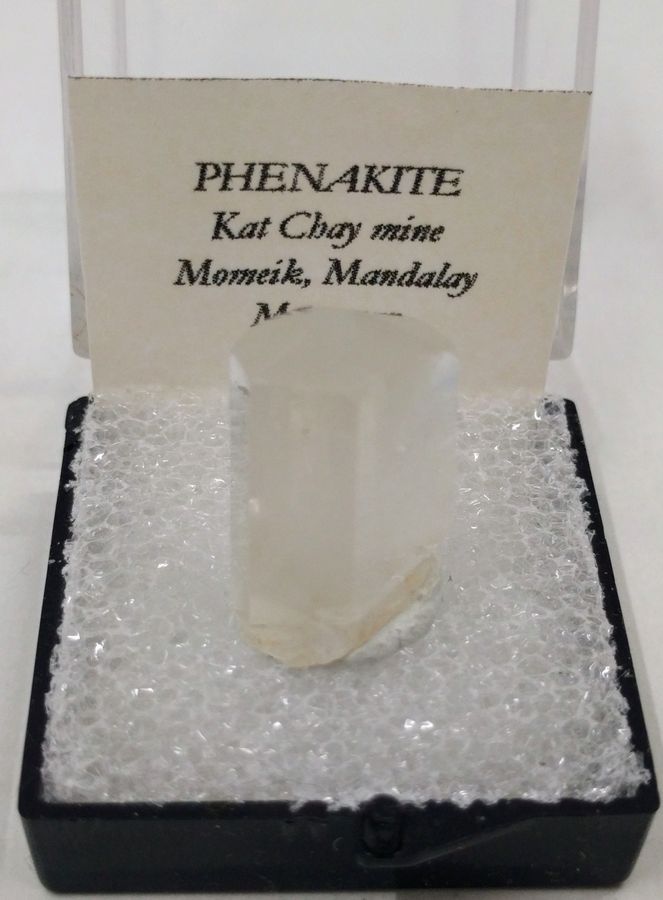 PHENAKITE
Kat Chay mine
Momeik, Mandalay